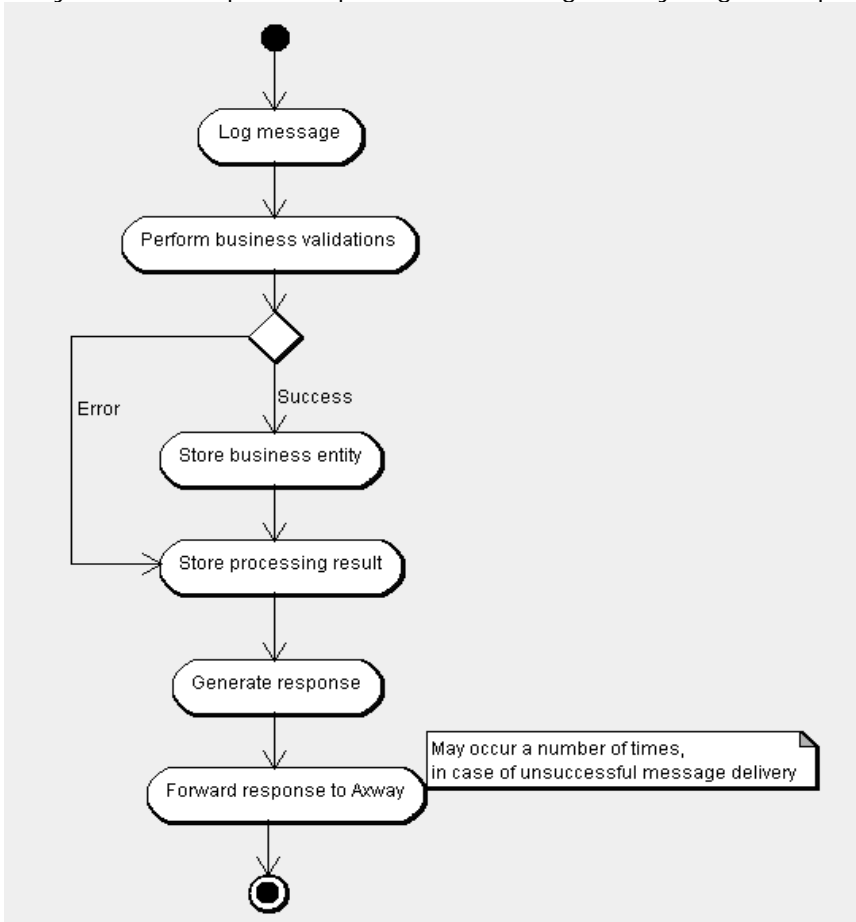 Log message
Perform business validations
Success
Error
Store business entity
Store processing result
Generate response
May occur a number of times,
in case of unsuccessful message delivery
Forward response to Axway